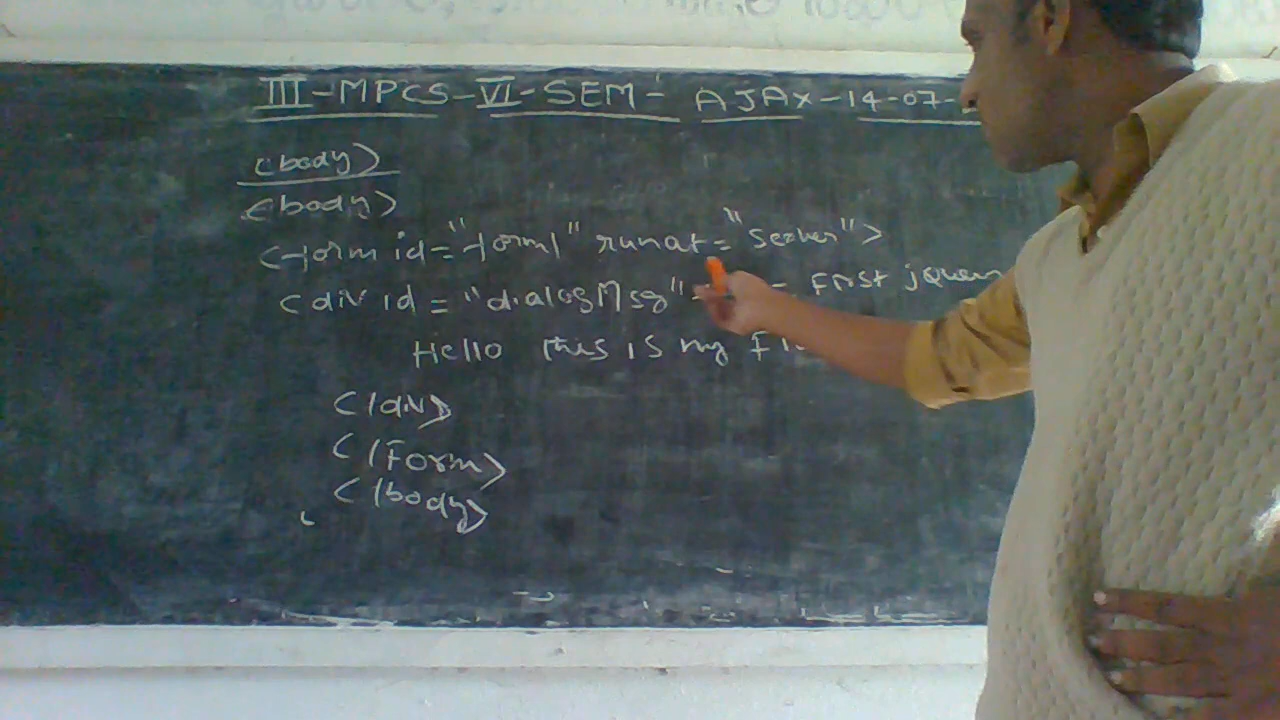 III-MPCS-VI-SEM- AJAX-14-07-
<body>
<body>
<form id="form1" runat="server">
<div id="dialogMsg" First jquery
Hello this is my Fi
</div>
</Form>
</body>